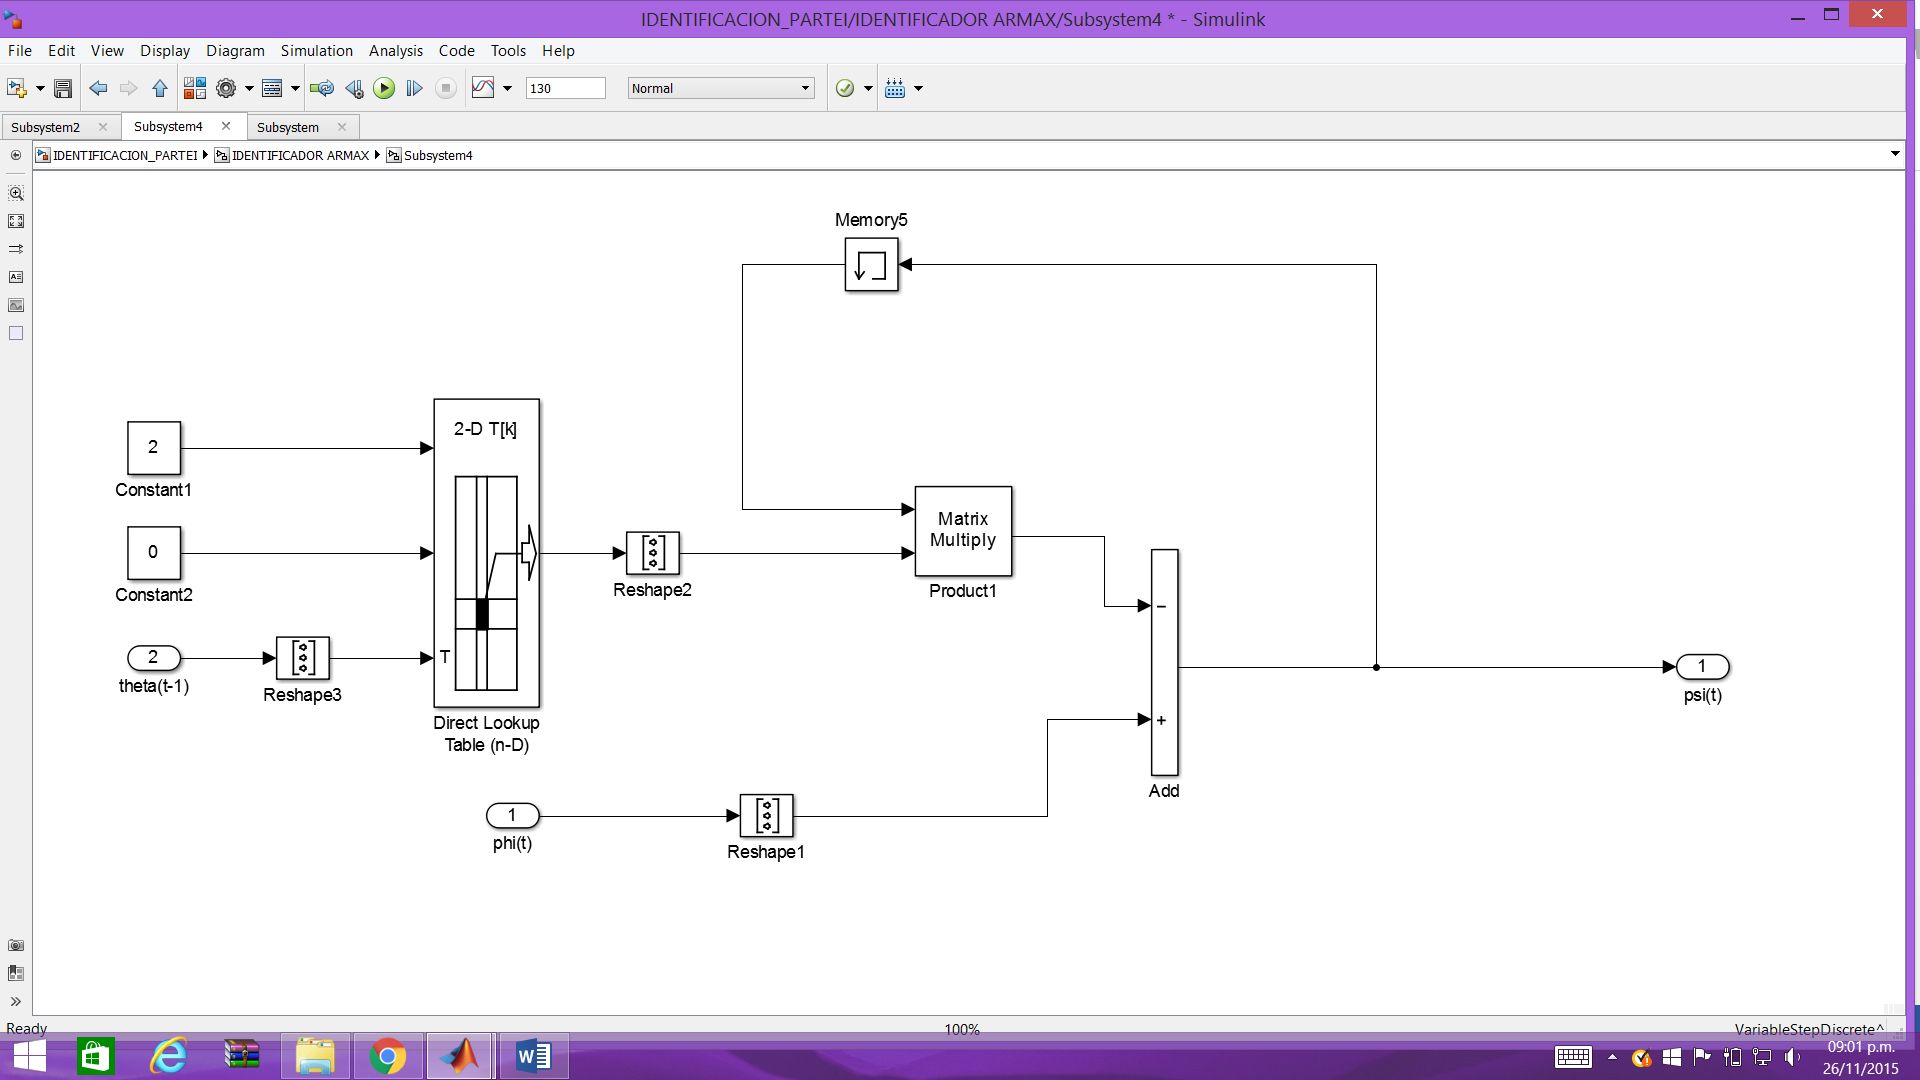 IDENTIFICACION_PARTEI/IDENTIFICADOR ARMAX/Subsystem4 * - Simulink
File Edit View Display Diagram Simulation Analysis Code Tools Help
130 Normal
Subsystem2 Subsystem4 Subsystem
IDENTIFICACION_PARTEI IDENTIFICADOR ARMAX Subsystem4
Memory5
2-D T[k]
2
Constant1
0
Constant2
2
theta(t-1)
Reshape3
T
Direct Lookup
Table (n-D)
Reshape2
Matrix
Multiply
Product1
−
+
Add
1
psi(t)
1
phi(t)
Reshape1
Ready 100% VariableStepDiscrete^
09:01 p.m.
26/11/2015